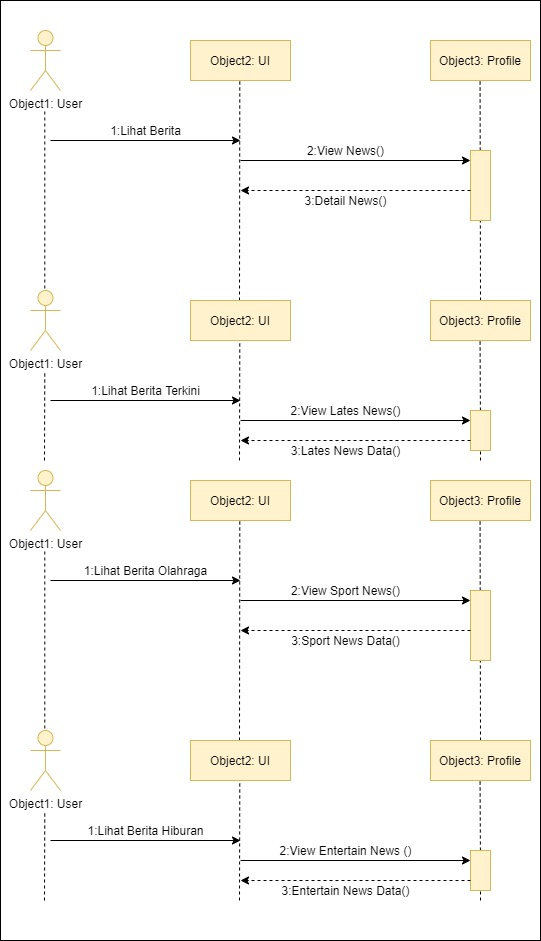 Object2: UI
Object3: Profile
Object1: User
1:Lihat Berita
2:View News()
3:Detail News()
Object2: UI
Object3: Profile
Object1: User
1:Lihat Berita Terkini
2:View Lates News()
3:Lates News Data()
Object2: UI
Object3: Profile
Object1: User
1:Lihat Berita Olahraga
2:View Sport News()
3:Sport News Data()
Object2: UI
Object3: Profile
Object1: User
1:Lihat Berita Hiburan
2:View Entertain News ()
3:Entertain News Data()